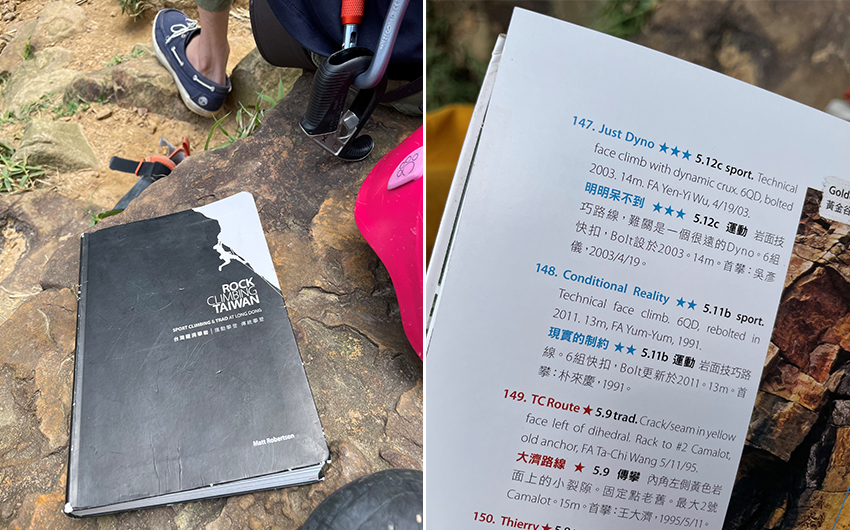 ROCK
CLIMBING
TAIWAN
SPORT CLIMBING & TRAD AT LONG DONG
台灣龍洞攀岩 | 運動攀登 傳統攀登
Matt Robertson
147. Just Dyno ★★★ 5.12c sport. Technical
face climb with dynamic crux. 6QD, bolted
2003. 14m. FA Yen-Yi Wu, 4/19/03.
明明呆不到 ★★★ 5.12c 運動 岩面技
巧路線，難關是一個很遠的Dyno。6組
快扣，Bolt設於2003。14m。首攀：吳彥
儀，2003/4/19。
148. Conditional Reality ★★ 5.11b sport.
Technical face climb. 6QD, rebolted in
2011. 13m, FA Yum-Yum, 1991.
現實的制約 ★★ 5.11b 運動 岩面技巧路
線。6組快扣，Bolt更新於2011。13m。首
攀：朴來慶，1991。
149. TC Route ★ 5.9 trad. Crack/seam in yellow
face left of dihedral. Rack to #2 Camalot,
old anchor, FA Ta-Chi Wang 5/11/95.
大濟路線 ★ 5.9 傳攀 內角左側黃色岩
面上的小裂隙。固定點老舊。最大2號
Camalot。15m。首攀：王大濟，1995/5/11。
150. Thierry ★
Gold
黃金谷